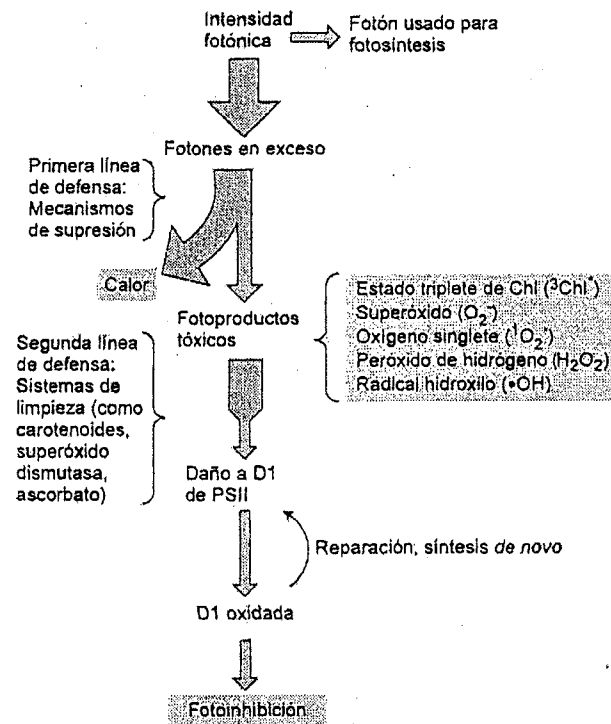 Intensidad
fotónica
Fotón usado para
fotosíntesis
Fotones en exceso
Primera línea
de defensa:
Mecanismos
de supresión
Calor
Fotoproductos
tóxicos
Estado triplete de Chl (³Chl*)
Superóxido (O₂⁻)
Oxígeno singlete (¹O₂*)
Peróxido de hidrógeno (H₂O₂)
Radical hidroxilo (•OH)
Segunda línea
de defensa:
Sistemas de
limpieza (como
carotenoides,
superóxido
dismutasa,
ascorbato)
Daño a D1
de PSII
Reparación, síntesis de novo
D1 oxidada
Fotoinhibición